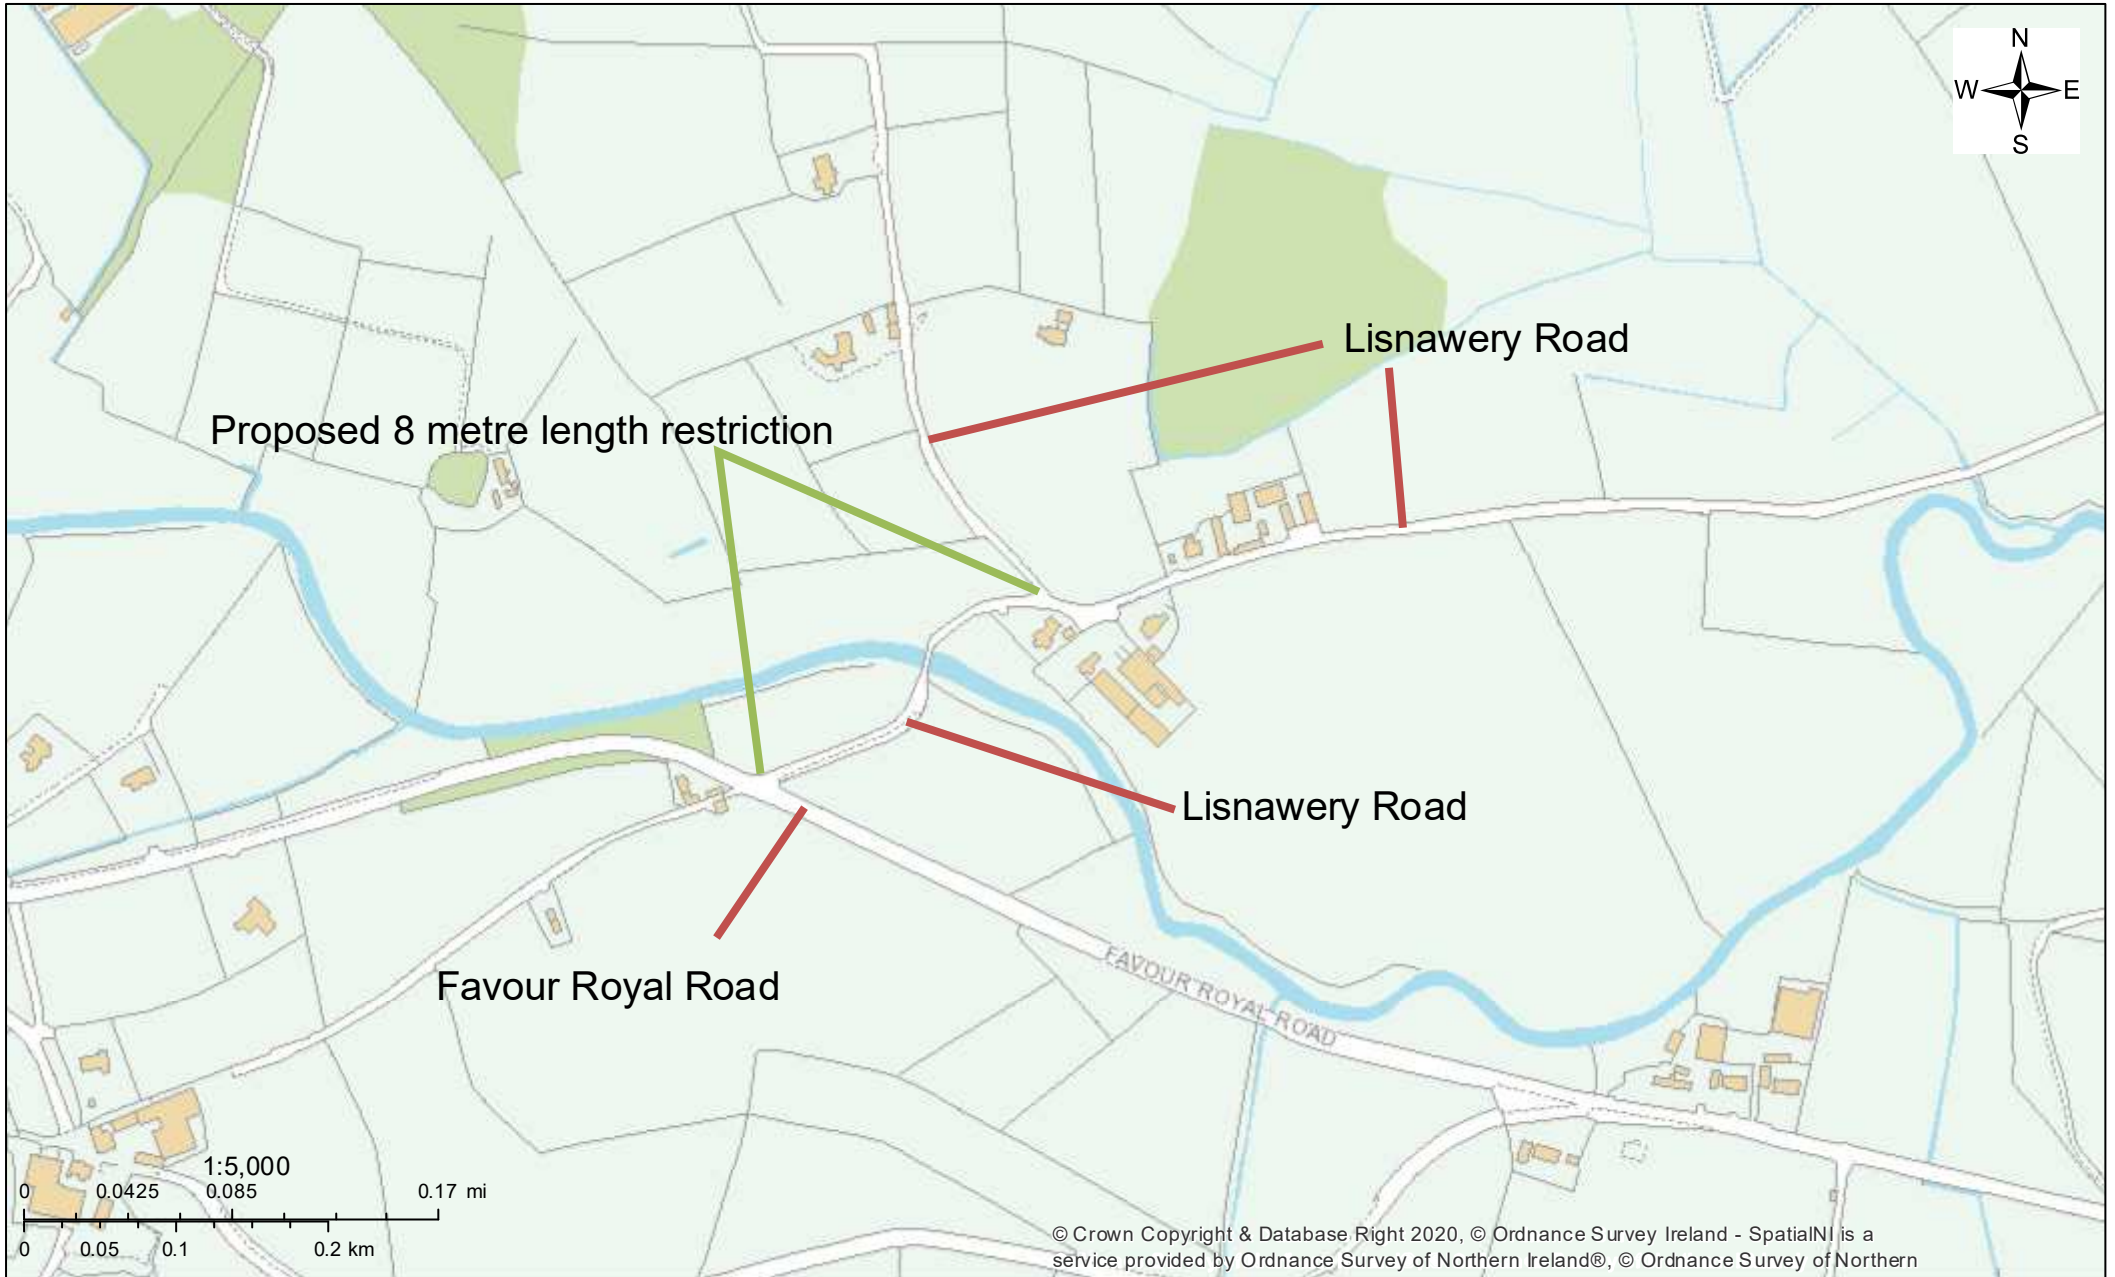 N
W E
S
Lisnawery Road
Proposed 8 metre length restriction
Lisnawery Road
Favour Royal Road
FAVOUR ROYAL ROAD
1:5,000
0 0.0425 0.085 0.17 mi
0 0.05 0.1 0.2 km
© Crown Copyright & Database Right 2020, © Ordnance Survey Ireland - SpatialNI is a
service provided by Ordnance Survey of Northern Ireland®, © Ordnance Survey of Northern